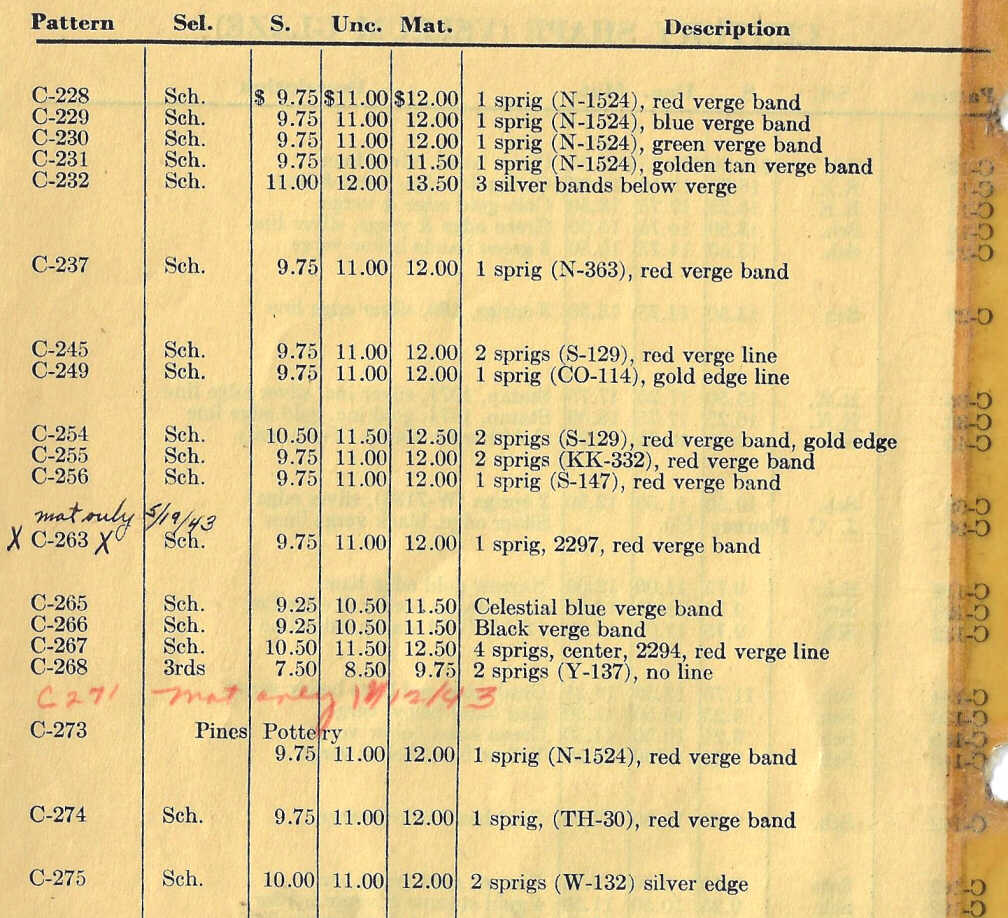 Pattern Sel. S. Unc. Mat. Description
C-228 Sch. $ 9.75 $11.00 $12.00 1 sprig (N-1524), red verge band
C-229 Sch. 9.75 11.00 12.00 1 sprig (N-1524), blue verge band
C-230 Sch. 9.75 11.00 12.00 1 sprig (N-1524), green verge band
C-231 Sch. 9.75 11.00 11.50 1 sprig (N-1524), golden tan verge band
C-232 Sch. 11.00 12.00 13.50 3 silver bands below verge
C-237 Sch. 9.75 11.00 12.00 1 sprig (N-363), red verge band
C-245 Sch. 9.75 11.00 12.00 2 sprigs (S-129), red verge line
C-249 Sch. 9.75 11.00 12.00 1 sprig (CO-114), gold edge line
C-254 Sch. 10.50 11.50 12.50 2 sprigs (S-129), red verge band, gold edge
C-255 Sch. 9.75 11.00 12.00 2 sprigs (KK-332), red verge band
C-256 Sch. 9.75 11.00 12.00 1 sprig (S-147), red verge band
mat only 5/19/43
X C-263 X Sch. 9.75 11.00 12.00 1 sprig, 2297, red verge band
C-265 Sch. 9.25 10.50 11.50 Celestial blue verge band
C-266 Sch. 9.25 10.50 11.50 Black verge band
C-267 Sch. 10.50 11.50 12.50 4 sprigs, center, 2294, red verge line
C-268 3rds 7.50 8.50 9.75 2 sprigs (Y-137), no line
C271 Mat only 12/43
C-273 Pines Pottery
9.75 11.00 12.00 1 sprig (N-1524), red verge band
C-274 Sch. 9.75 11.00 12.00 1 sprig, (TH-30), red verge band
C-275 Sch. 10.00 11.00 12.00 2 sprigs (W-132) silver edge